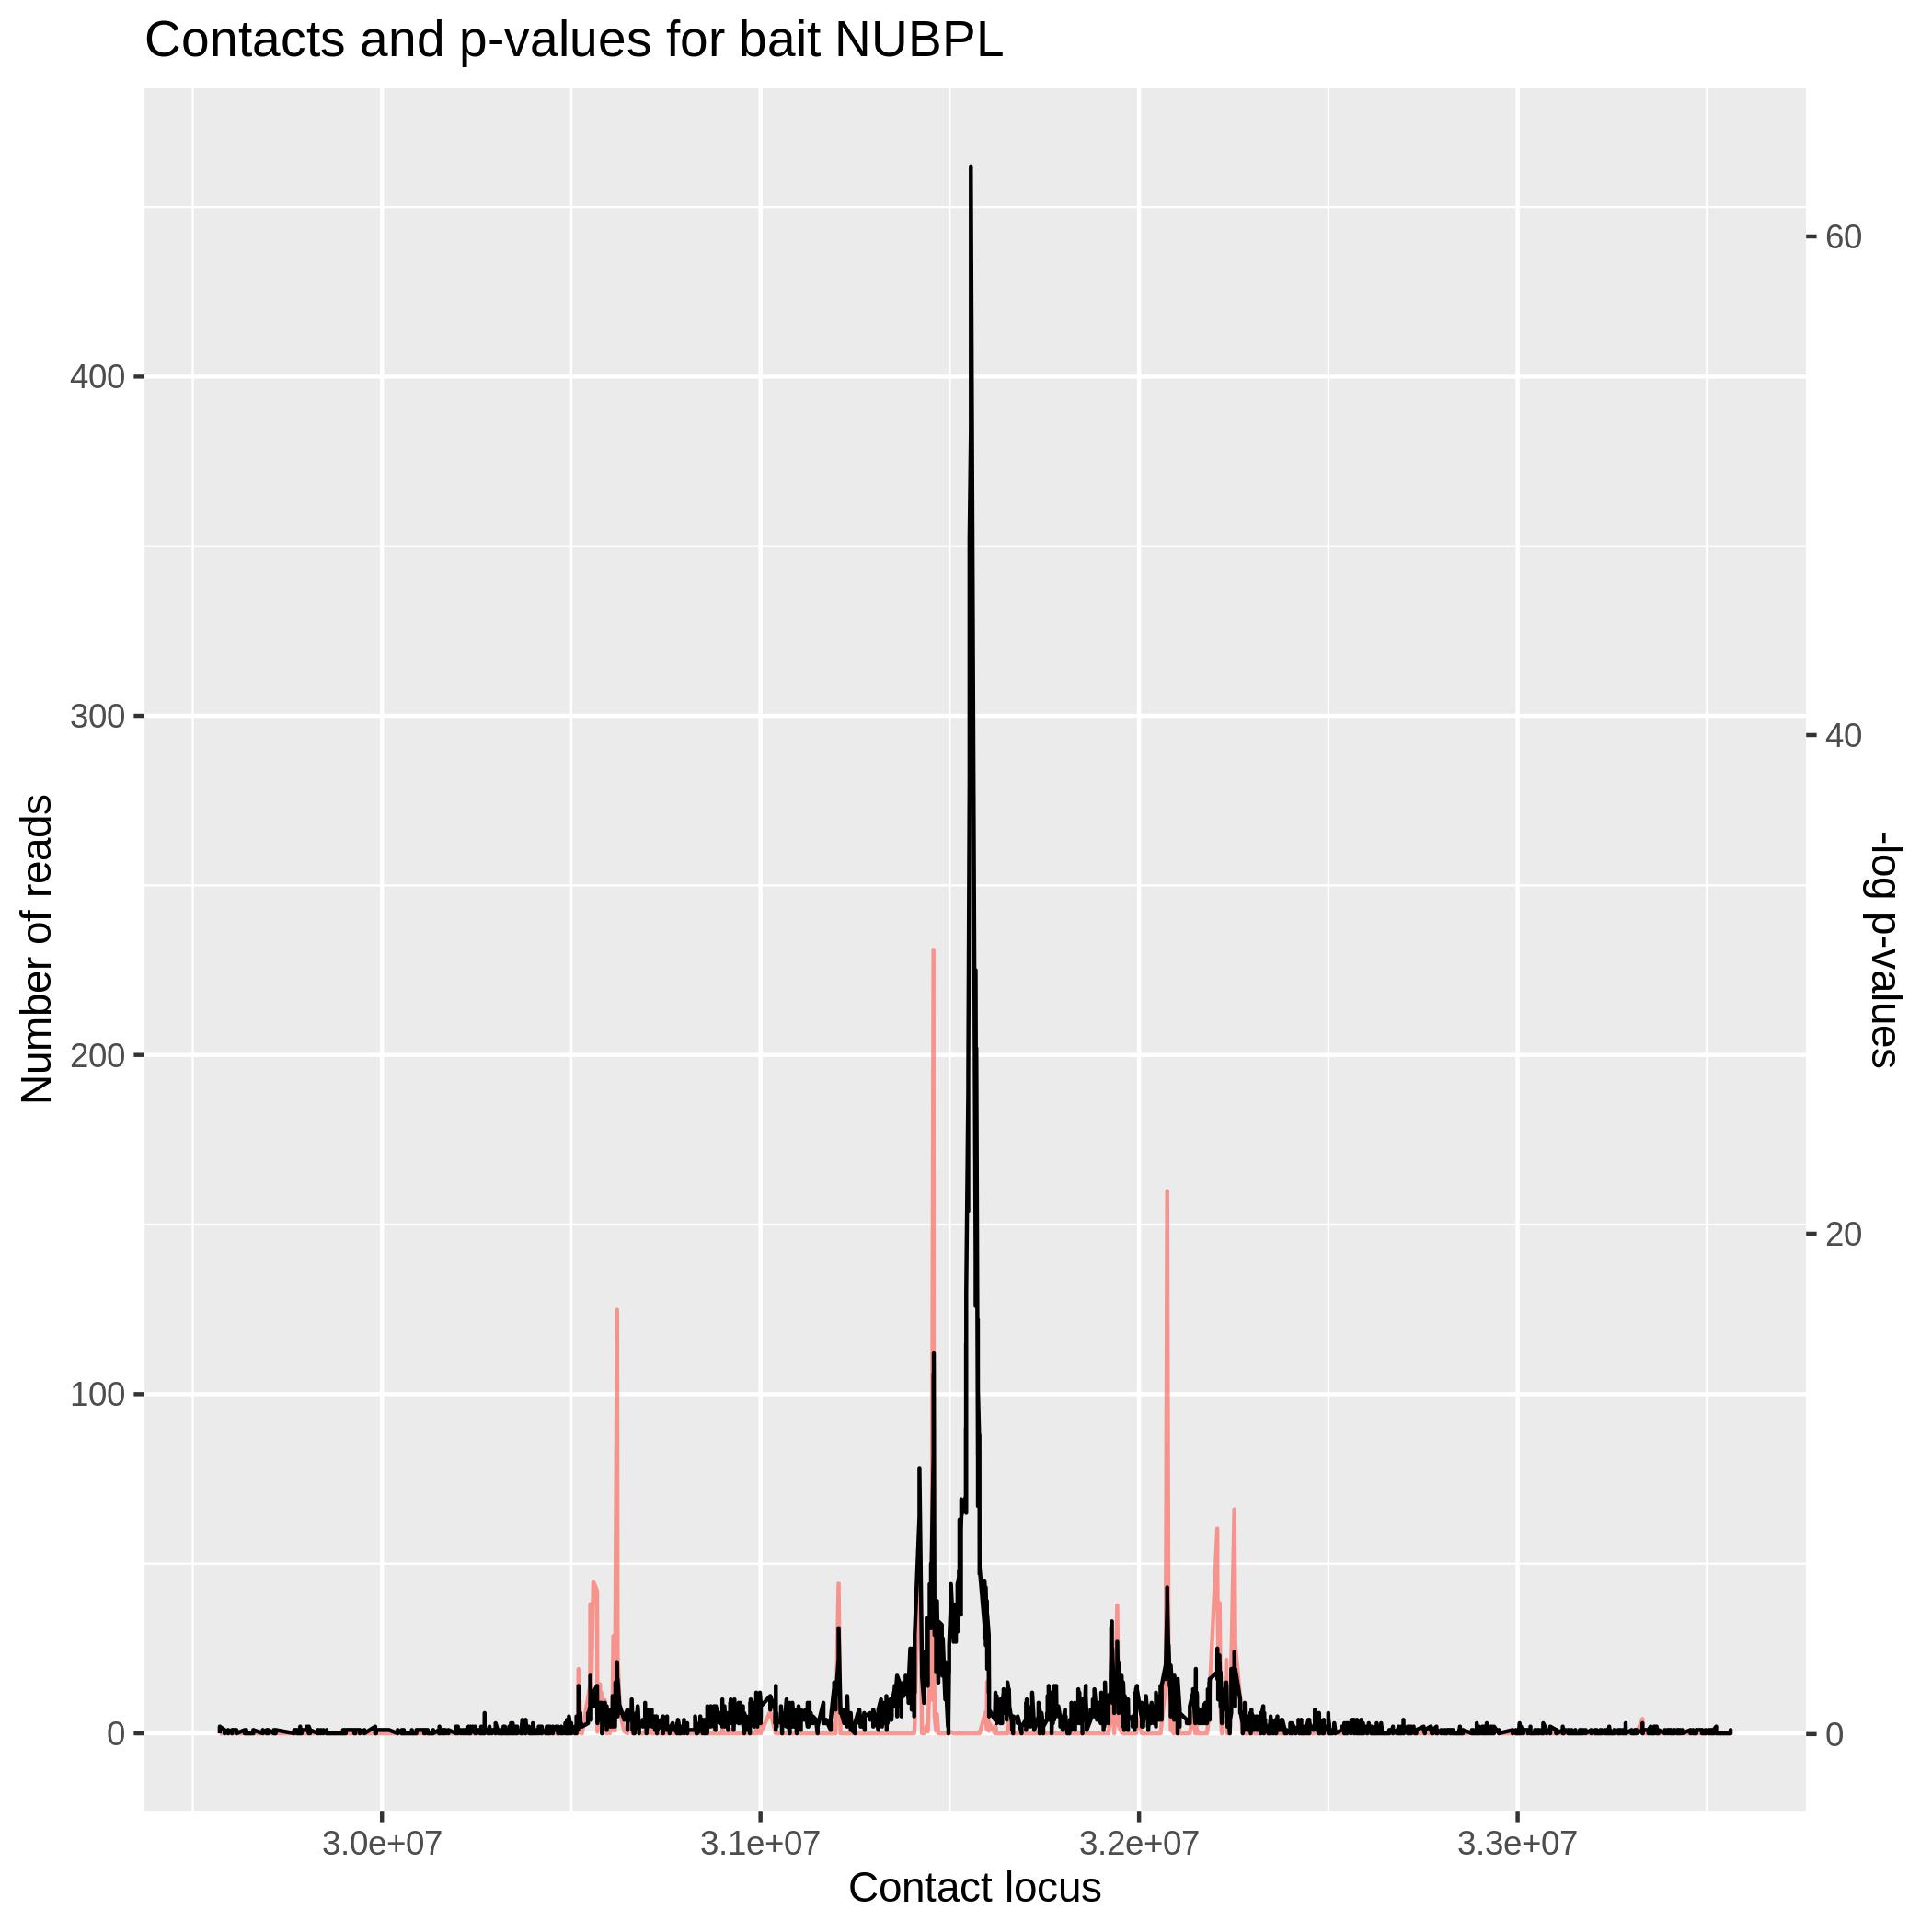 Contacts and p-values for bait NUBPL
Number of reads
400
300
200
100
0
60
40
20
0
-log p-values
3.0e+07
3.1e+07
3.2e+07
3.3e+07
Contact locus